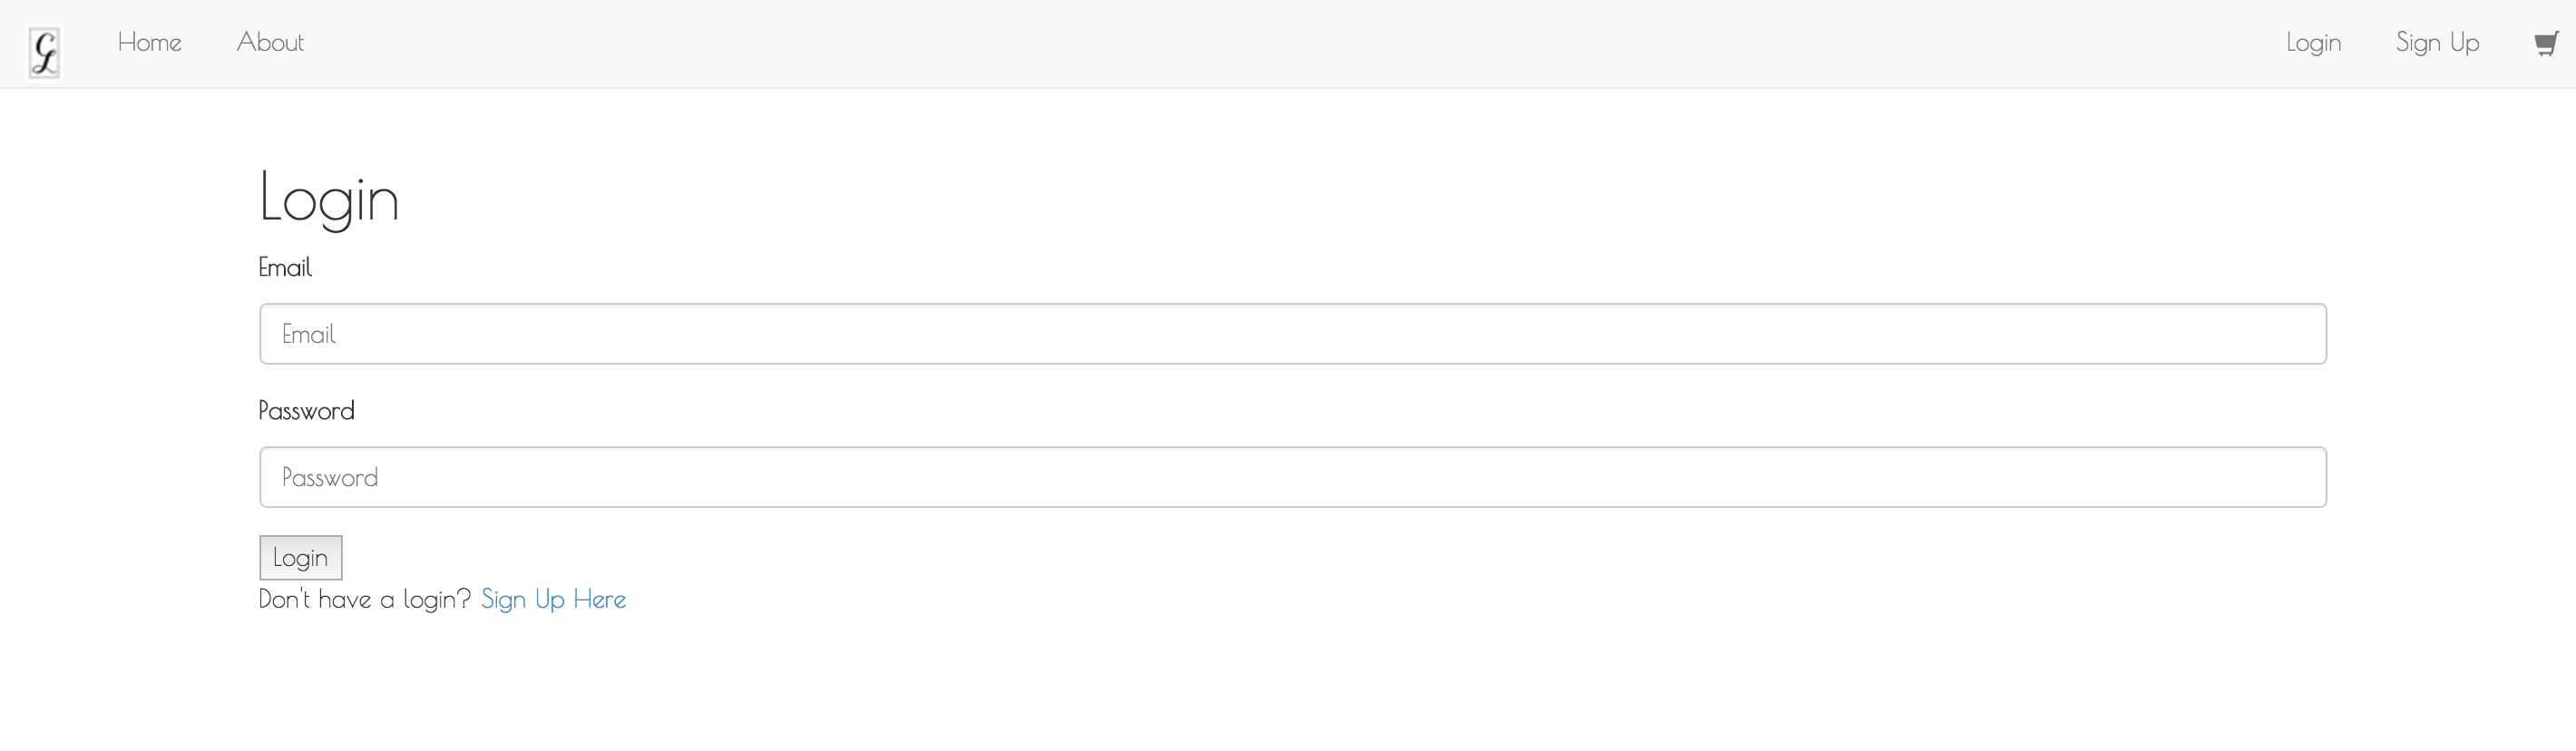 GL
Home About Login Sign Up
Login
Email
Email
Password
Password
Login
Don't have a login? Sign Up Here